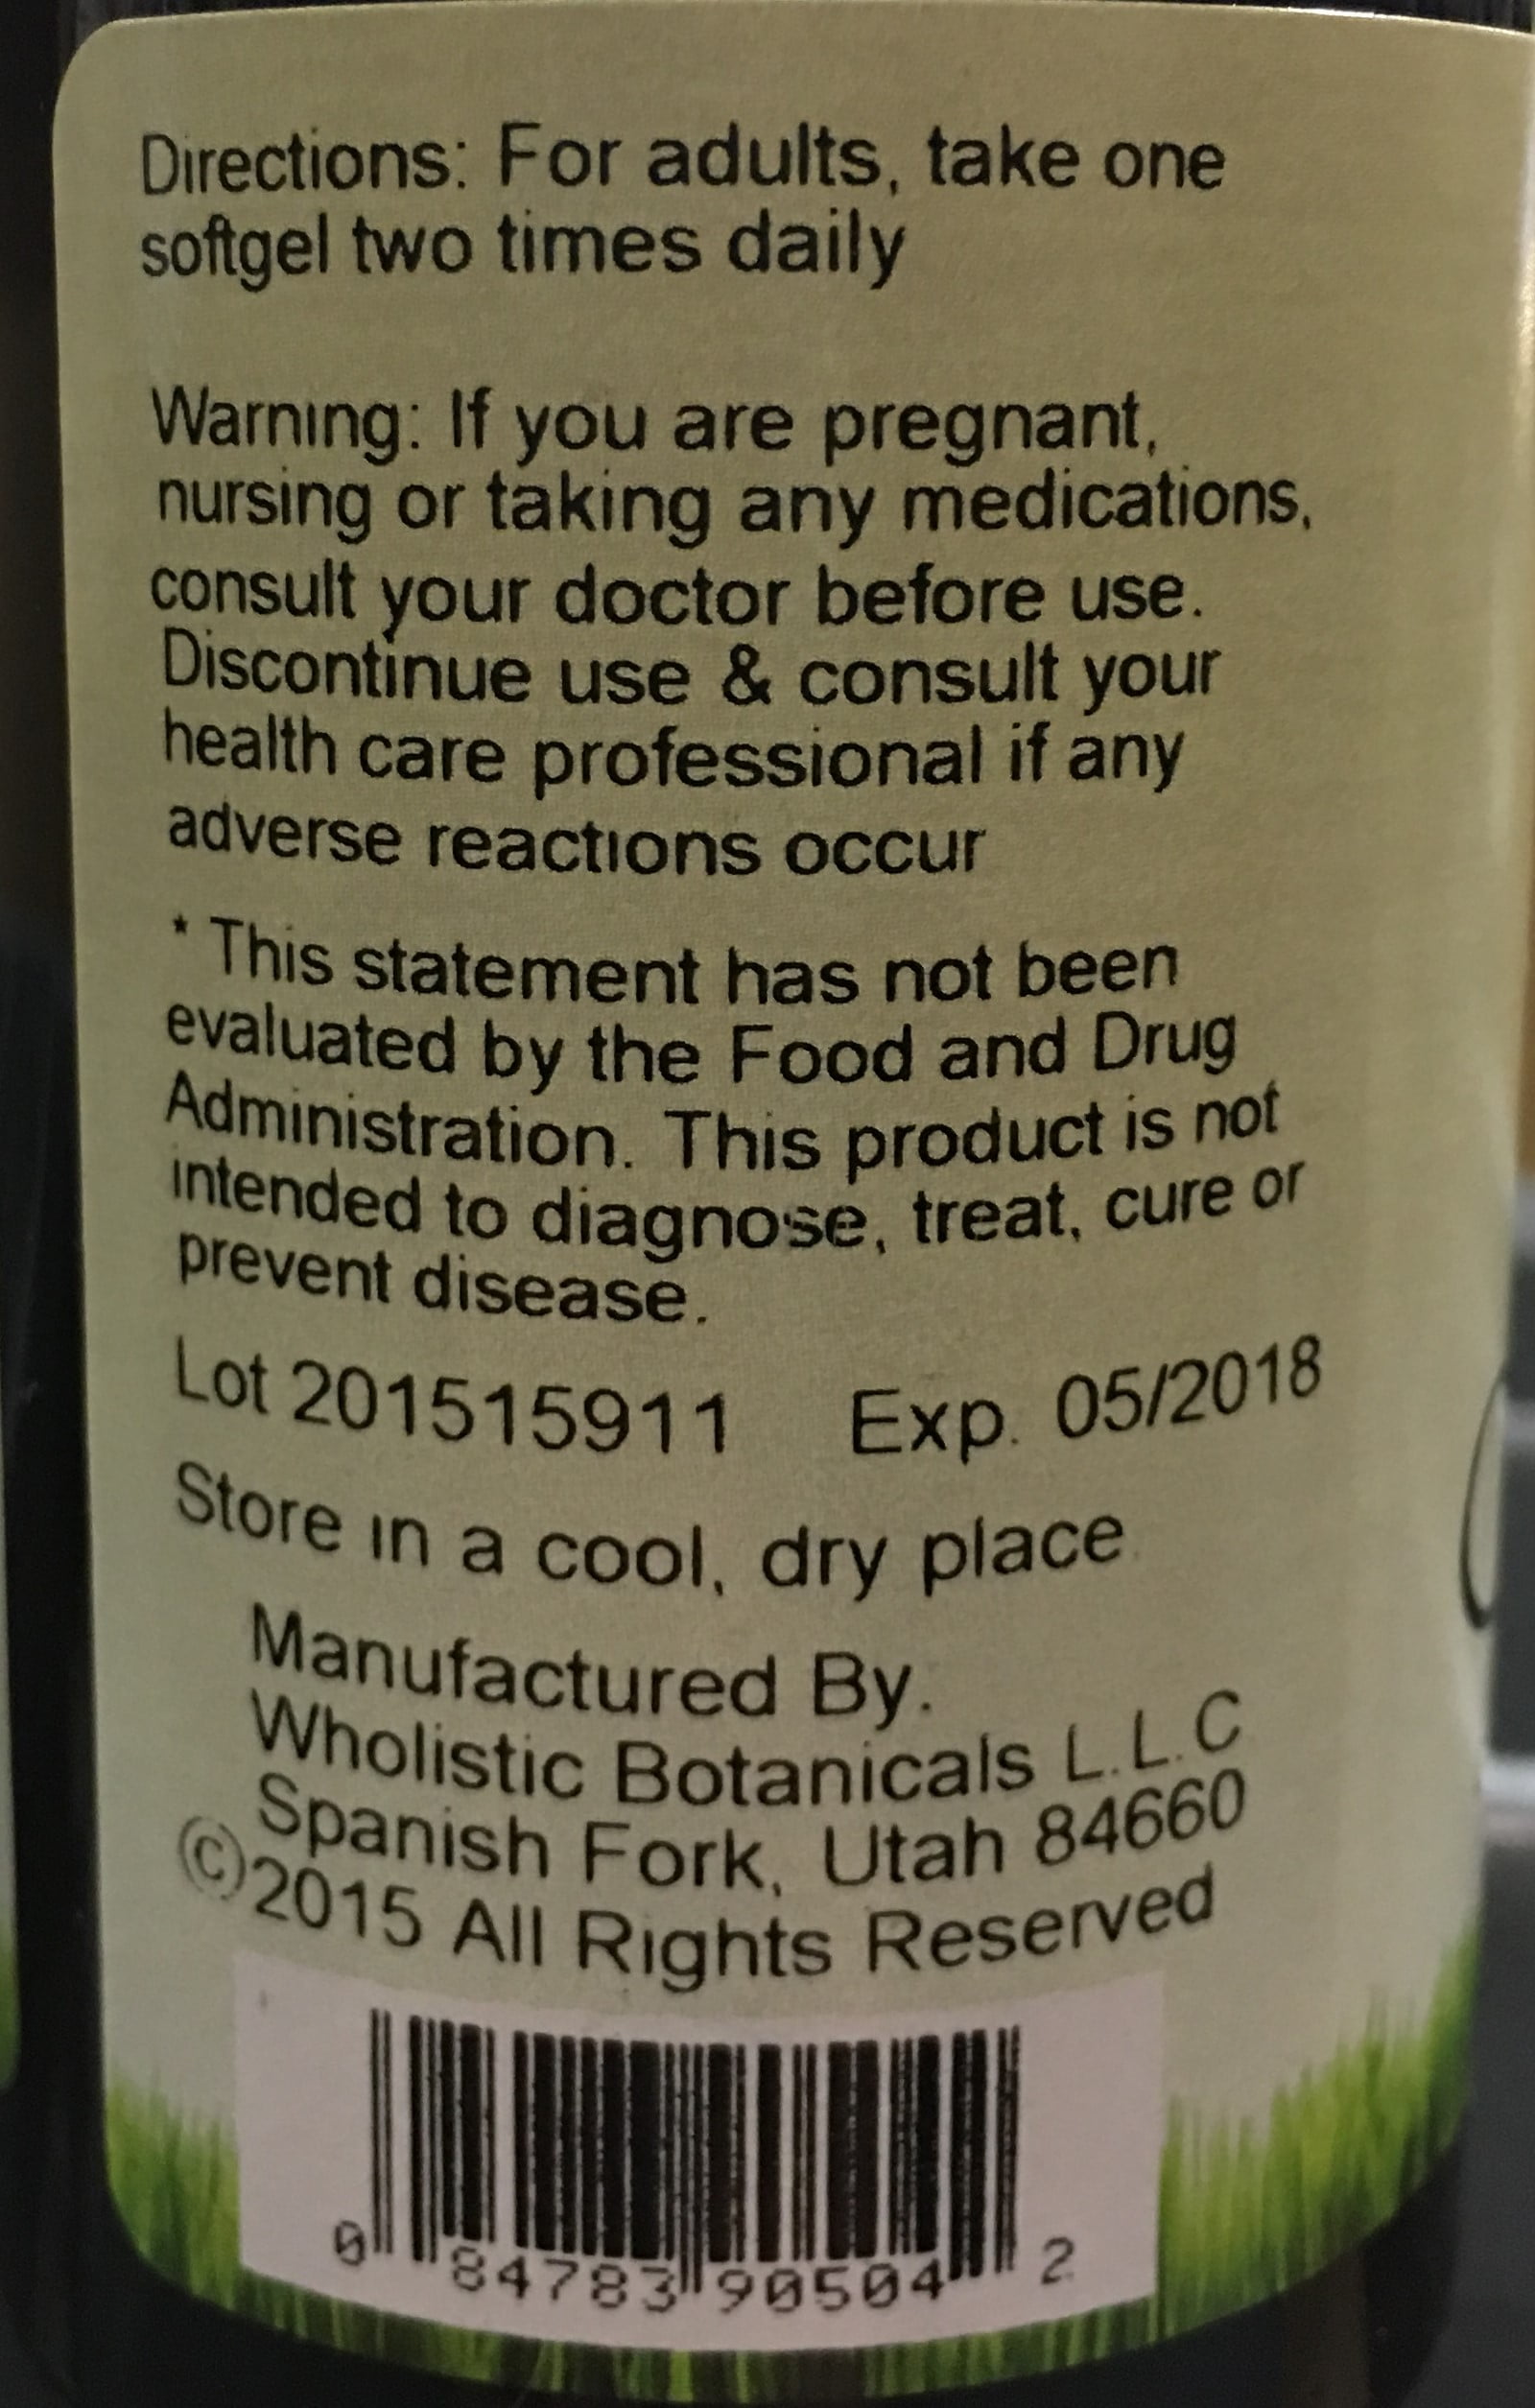 Directions: For adults, take one
softgel two times daily
Warning: If you are pregnant,
nursing or taking any medications,
consult your doctor before use.
Discontinue use & consult your
health care professional if any
adverse reactions occur
* This statement has not been
evaluated by the Food and Drug
Administration. This product is not
intended to diagnose, treat, cure or
prevent disease.
Lot 201515911 Exp. 05/2018
Store in a cool, dry place
Manufactured By.
Wholistic Botanicals L.L.C
Spanish Fork, Utah 84660
©2015 All Rights Reserved
0 84783 90504 2